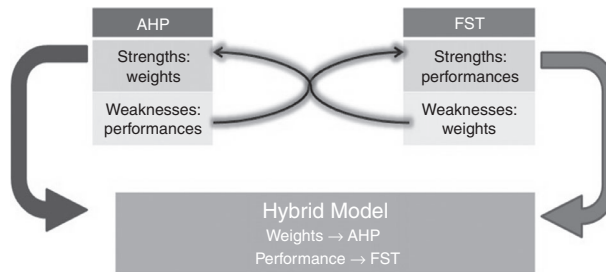 AHP
Strengths:
weights
Weaknesses:
performances
FST
Strengths:
performances
Weaknesses:
weights
Hybrid Model
Weights → AHP
Performance → FST